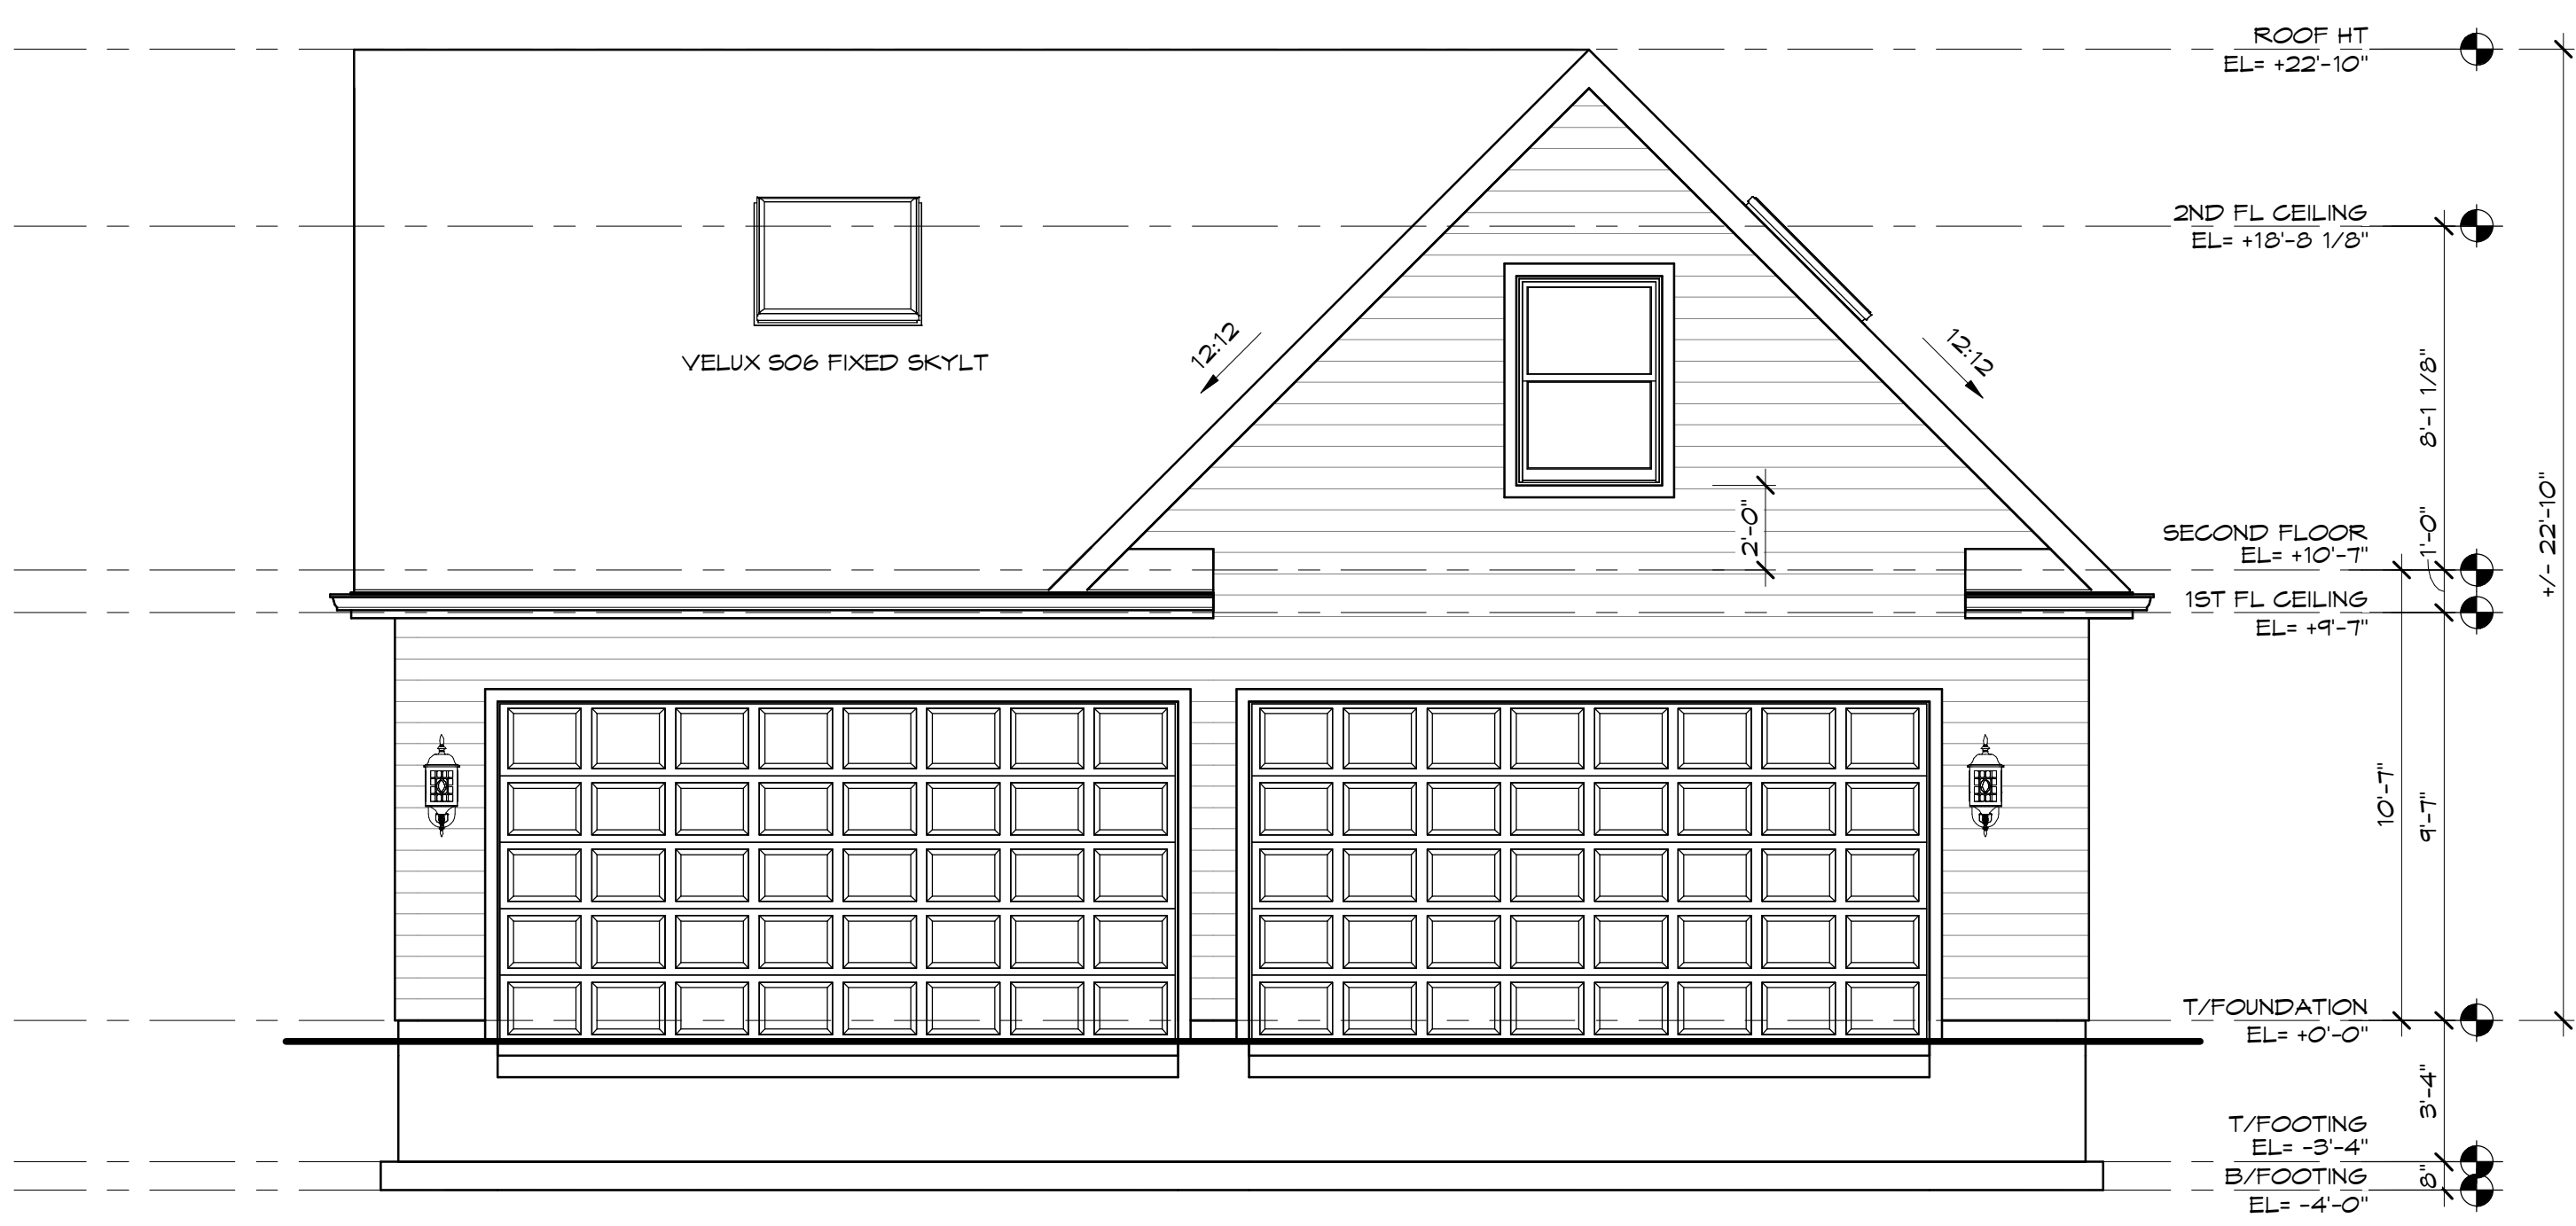 ROOF HT
EL= +22'-10"
2ND FL CEILING
EL= +18'-8 1/8"
VELUX S06 FIXED SKYLT
12:12
12:12
8'-1 1/8"
+/- 22'-10"
2'-0"
1'-0"
SECOND FLOOR
EL= +10'-7"
1ST FL CEILING
EL= +9'-7"
10'-7"
9'-7"
T/FOUNDATION
EL= +0'-0"
3'-4"
T/FOOTING
EL= -3'-4"
8"
B/FOOTING
EL= -4'-0"